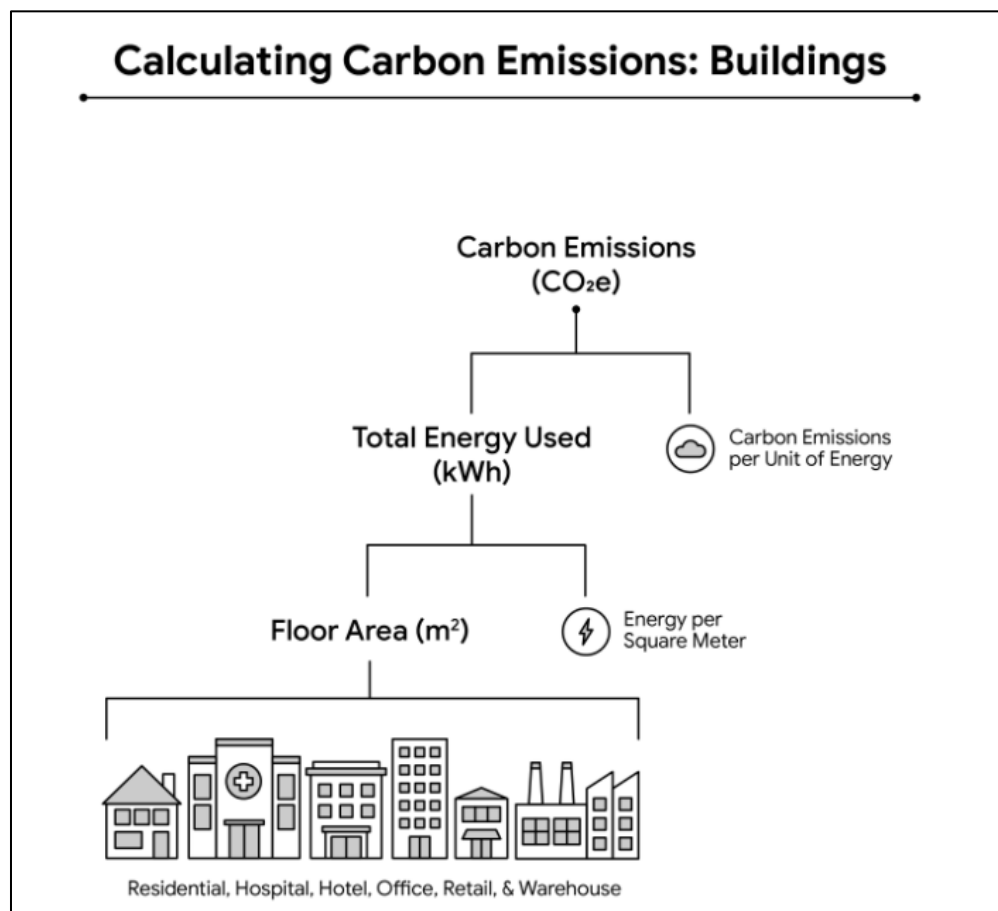 Calculating Carbon Emissions: Buildings
Carbon Emissions
(CO₂e)
Total Energy Used
(kWh)
Carbon Emissions
per Unit of Energy
Floor Area (m²)
Energy per
Square Meter
Residential, Hospital, Hotel, Office, Retail, & Warehouse